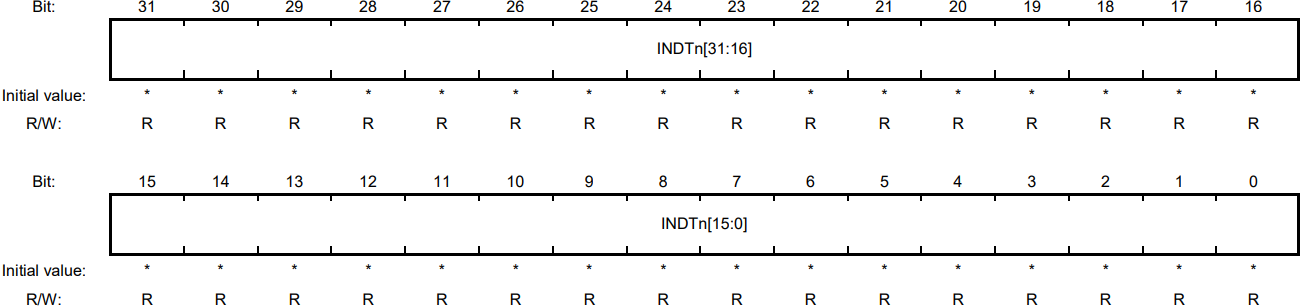 Bit: 31 30 29 28 27 26 25 24 23 22 21 20 19 18 17 16
INDTn[31:16]
Initial value: * * * * * * * * * * * * * * * *
R/W: R R R R R R R R R R R R R R R R
Bit: 15 14 13 12 11 10 9 8 7 6 5 4 3 2 1 0
INDTn[15:0]
Initial value: * * * * * * * * * * * * * * * *
R/W: R R R R R R R R R R R R R R R R